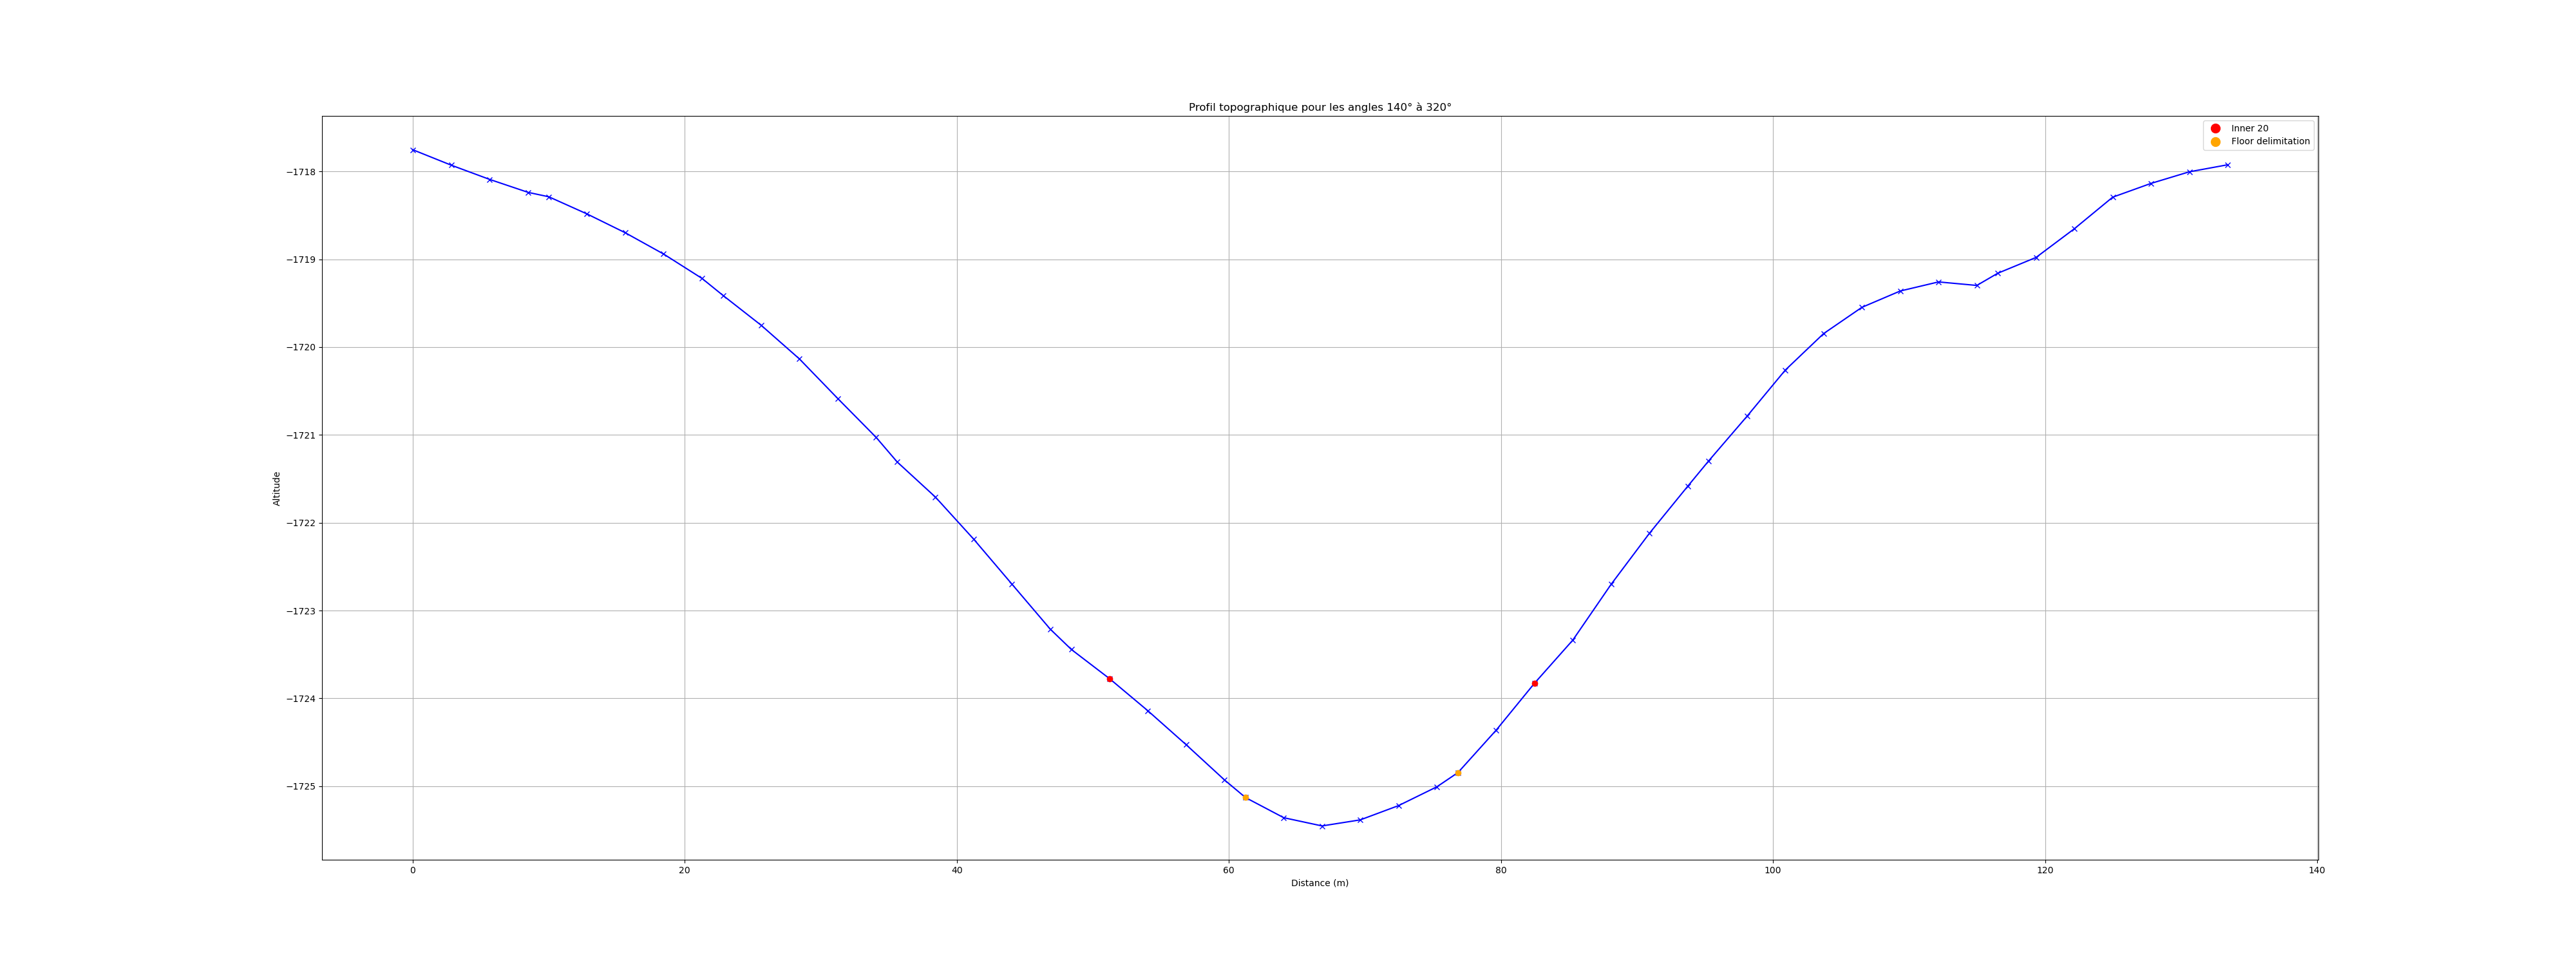 Profil topographique pour les angles 140° à 320°
Inner 20
Floor delimitation
−1718
−1719
−1720
−1721
−1722
−1723
−1724
−1725
Altitude
0 20 40 60 80 100 120 140
Distance (m)